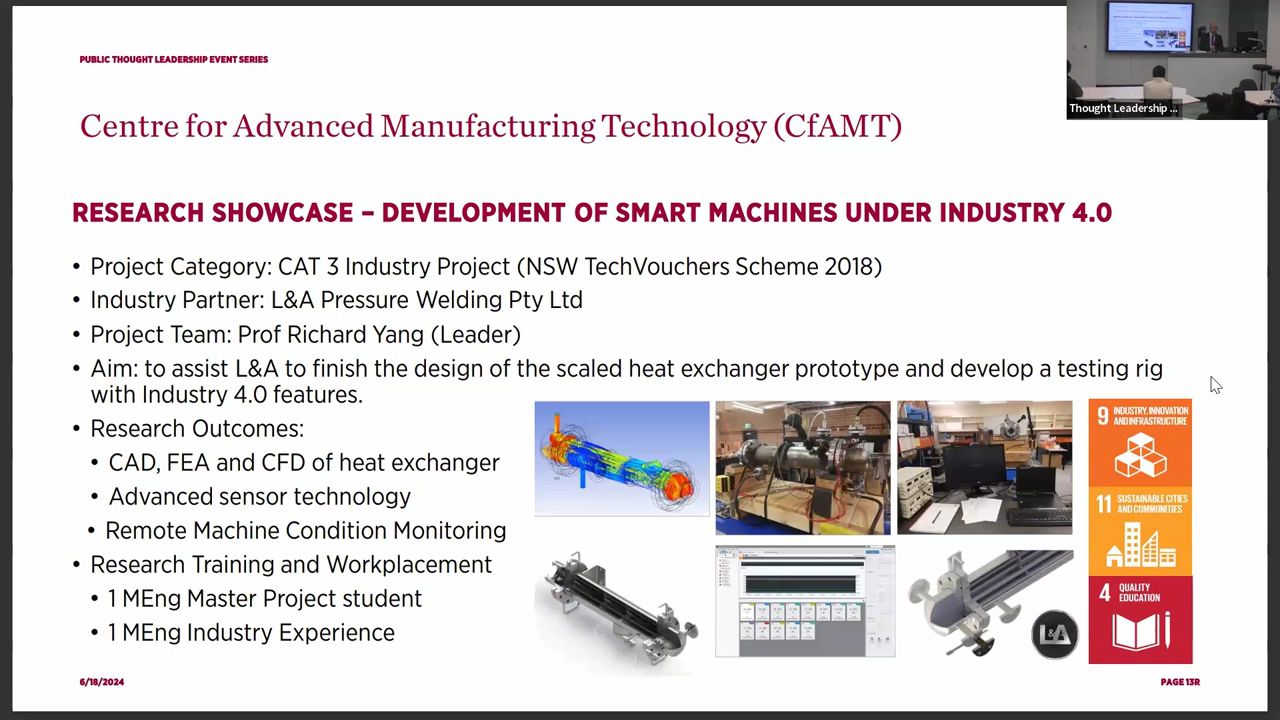 PUBLIC THOUGHT LEADERSHIP EVENT SERIES
Thought Leadership ...
Centre for Advanced Manufacturing Technology (CfAMT)
RESEARCH SHOWCASE – DEVELOPMENT OF SMART MACHINES UNDER INDUSTRY 4.0
• Project Category: CAT 3 Industry Project (NSW TechVouchers Scheme 2018)
• Industry Partner: L&A Pressure Welding Pty Ltd
• Project Team: Prof Richard Yang (Leader)
• Aim: to assist L&A to finish the design of the scaled heat exchanger prototype and develop a testing rig
with Industry 4.0 features.
• Research Outcomes:
• CAD, FEA and CFD of heat exchanger
• Advanced sensor technology
• Remote Machine Condition Monitoring
• Research Training and Workplacement
• 1 MEng Master Project student
• 1 MEng Industry Experience
9 INDUSTRY, INNOVATION
AND INFRASTRUCTURE
11 SUSTAINABLE CITIES
AND COMMUNITIES
4 QUALITY
EDUCATION
L&A
6/18/2024
PAGE 13R